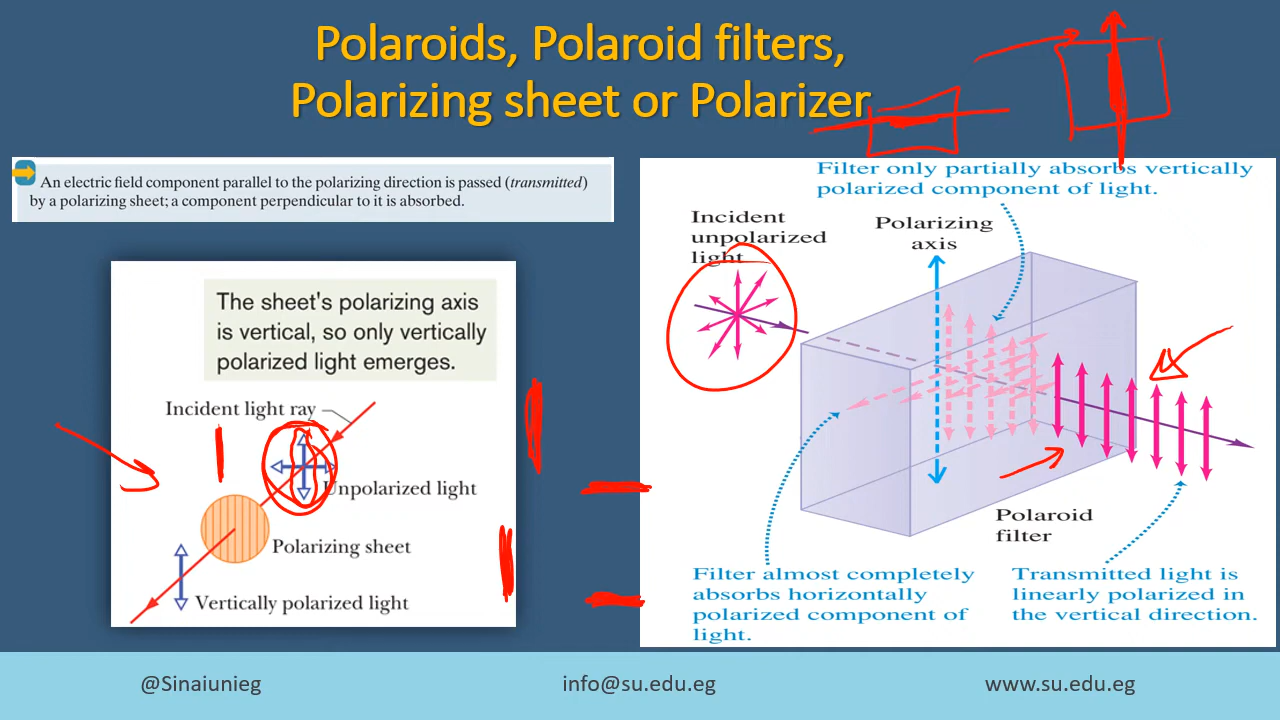 Polaroids, Polaroid filters,
Polarizing sheet or Polarizer
An electric field component parallel to the polarizing direction is passed (transmitted)
by a polarizing sheet; a component perpendicular to it is absorbed.
The sheet's polarizing axis
is vertical, so only vertically
polarized light emerges.
Incident light ray
Unpolarized light
Polarizing sheet
Vertically polarized light
Filter only partially absorbs vertically
polarized component of light.
Incident
unpolarized
light
Polarizing
axis
Polaroid
filter
Filter almost completely
absorbs horizontally
polarized component of
light.
Transmitted light is
linearly polarized in
the vertical direction.
@Sinaiunieg
info@su.edu.eg
www.su.edu.eg